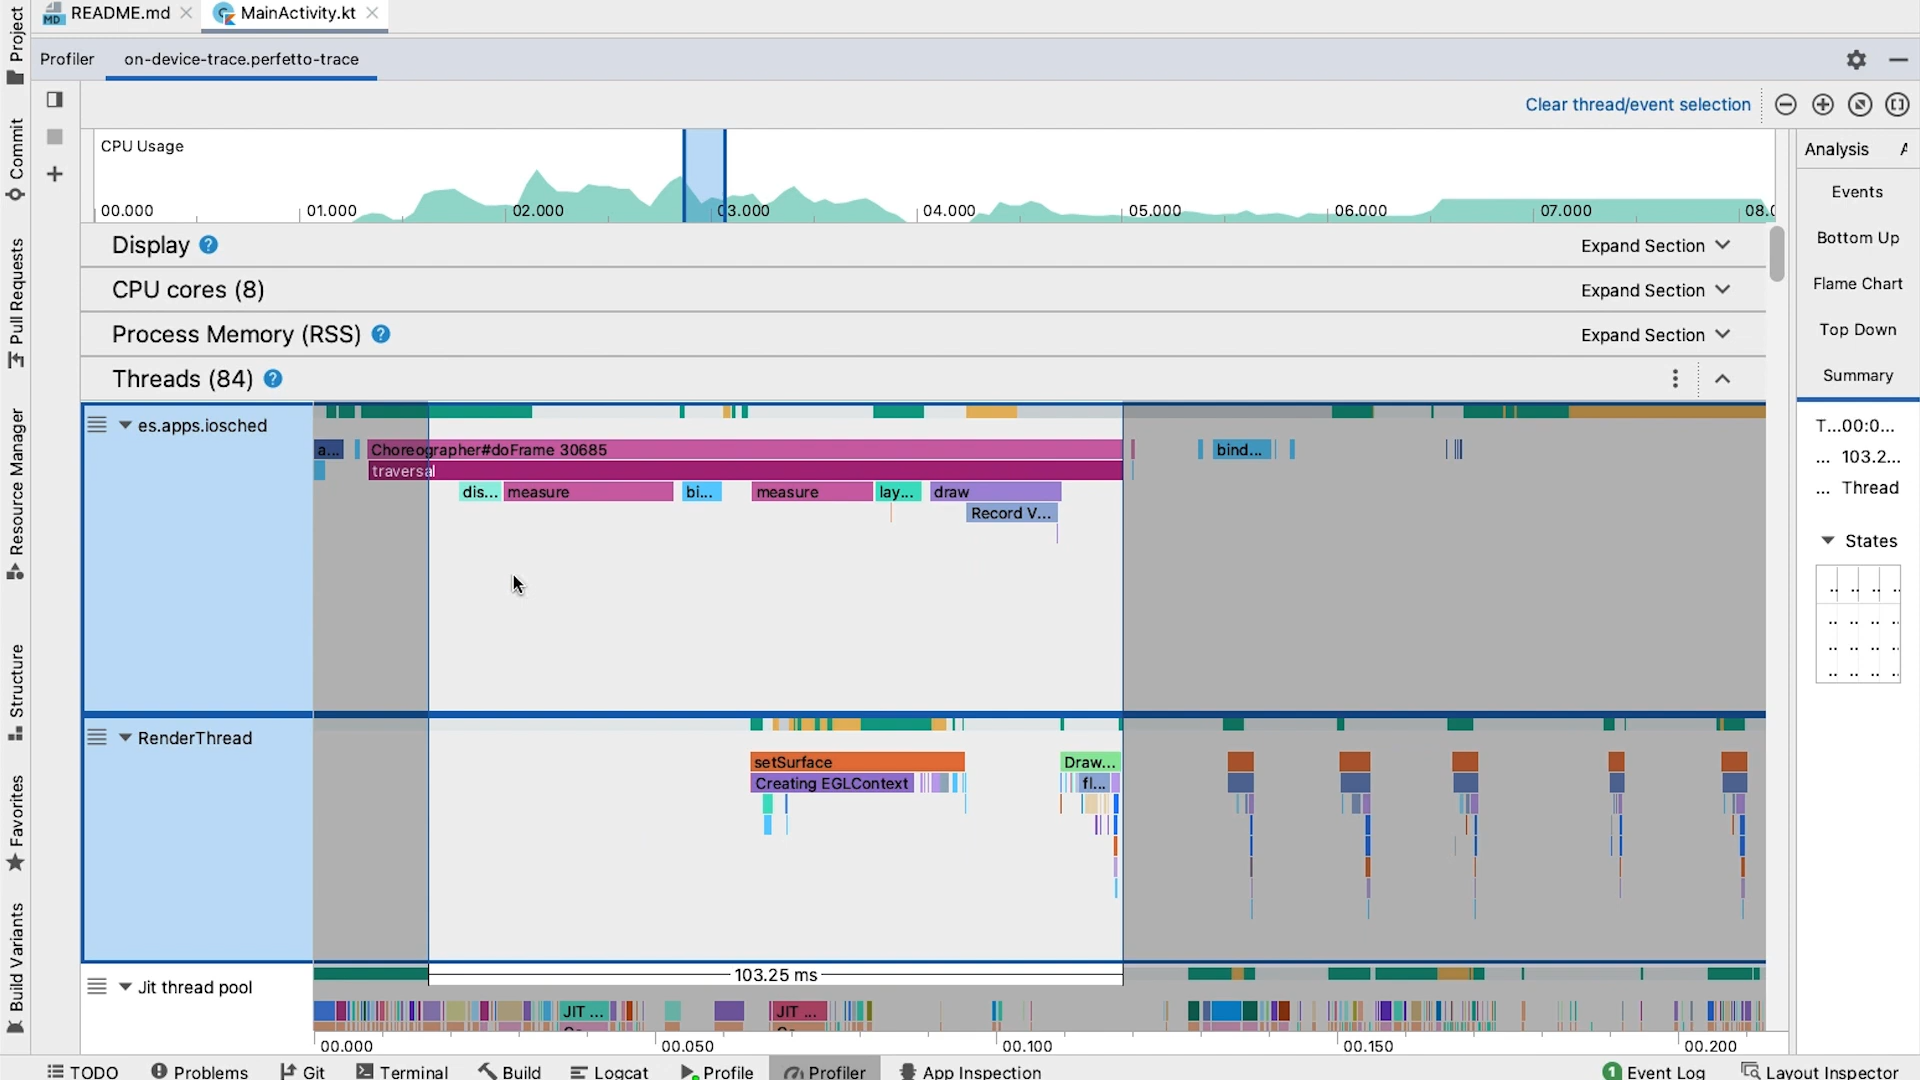 README.md
MainActivity.kt
Profiler
on-device-trace.perfetto-trace
Project
Commit
Pull Requests
Resource Manager
Structure
Favorites
Build Variants
Clear thread/event selection
CPU Usage
00.000 01.000 02.000 03.000 04.000 05.000 06.000 07.000
Display ?
Expand Section
CPU cores (8)
Expand Section
Process Memory (RSS) ?
Expand Section
Threads (84) ?
es.apps.iosched
a...
Choreographer#doFrame 30685
bind...
traversal
dis... measure bi... measure lay... draw
Record V...
RenderThread
setSurface
Draw...
Creating EGLContext
fl...
103.25 ms
Jit thread pool
JIT ...
JIT ...
00.000 00.050 00.100 00.150 00.200
Analysis
Events
Bottom Up
Flame Chart
Top Down
Summary
T...00:0...
... 103.2...
... Thread
States
TODO
Problems
Git
Terminal
Build
Logcat
Profile
Profiler
App Inspection
1 Event Log
Layout Inspector